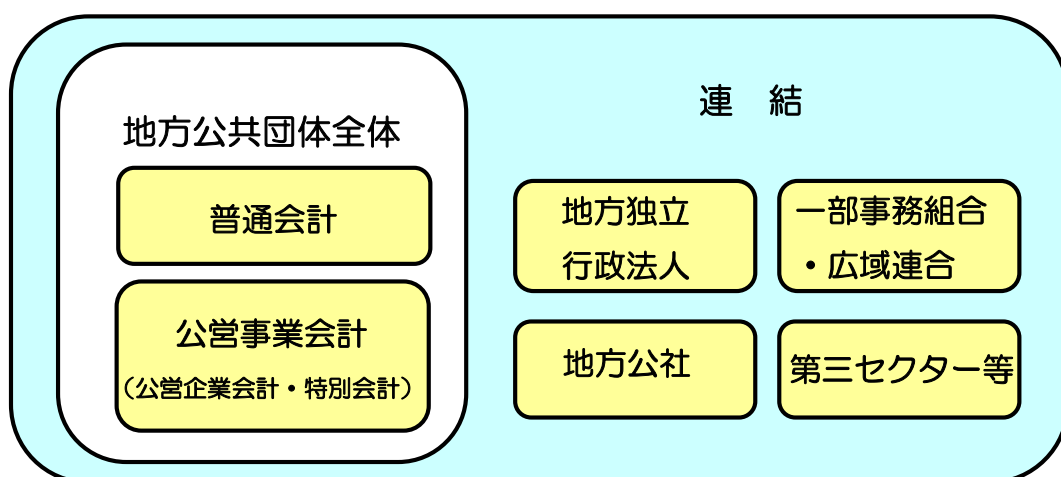 連　結
地方公共団体全体
普通会計
公営事業会計
（公営企業会計・特別会計）
地方独立
行政法人
一部事務組合
・広域連合
地方公社
第三セクター等